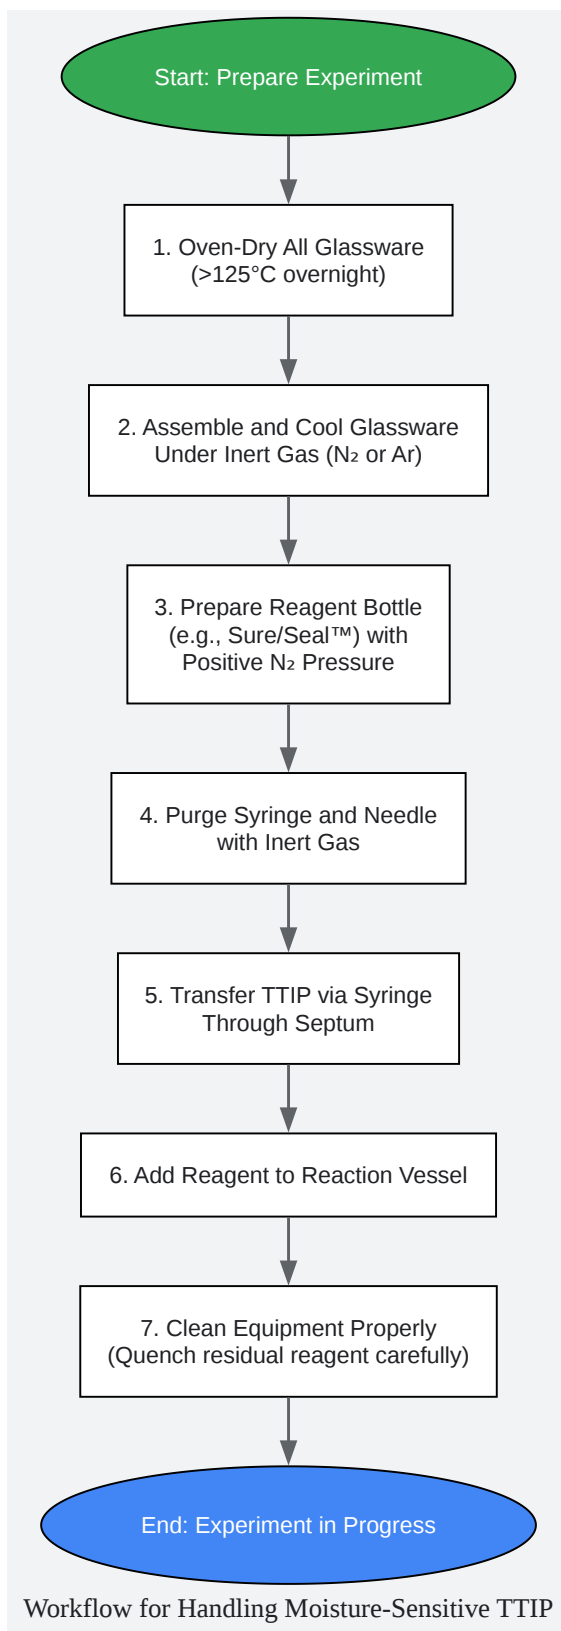 Start: Prepare Experiment
1. Oven-Dry All Glassware
(>125°C overnight)
2. Assemble and Cool Glassware
Under Inert Gas (N₂ or Ar)
3. Prepare Reagent Bottle
(e.g., Sure/Seal™) with
Positive N₂ Pressure
4. Purge Syringe and Needle
with Inert Gas
5. Transfer TTIP via Syringe
Through Septum
6. Add Reagent to Reaction Vessel
7. Clean Equipment Properly
(Quench residual reagent carefully)
End: Experiment in Progress
Workflow for Handling Moisture-Sensitive TTIP